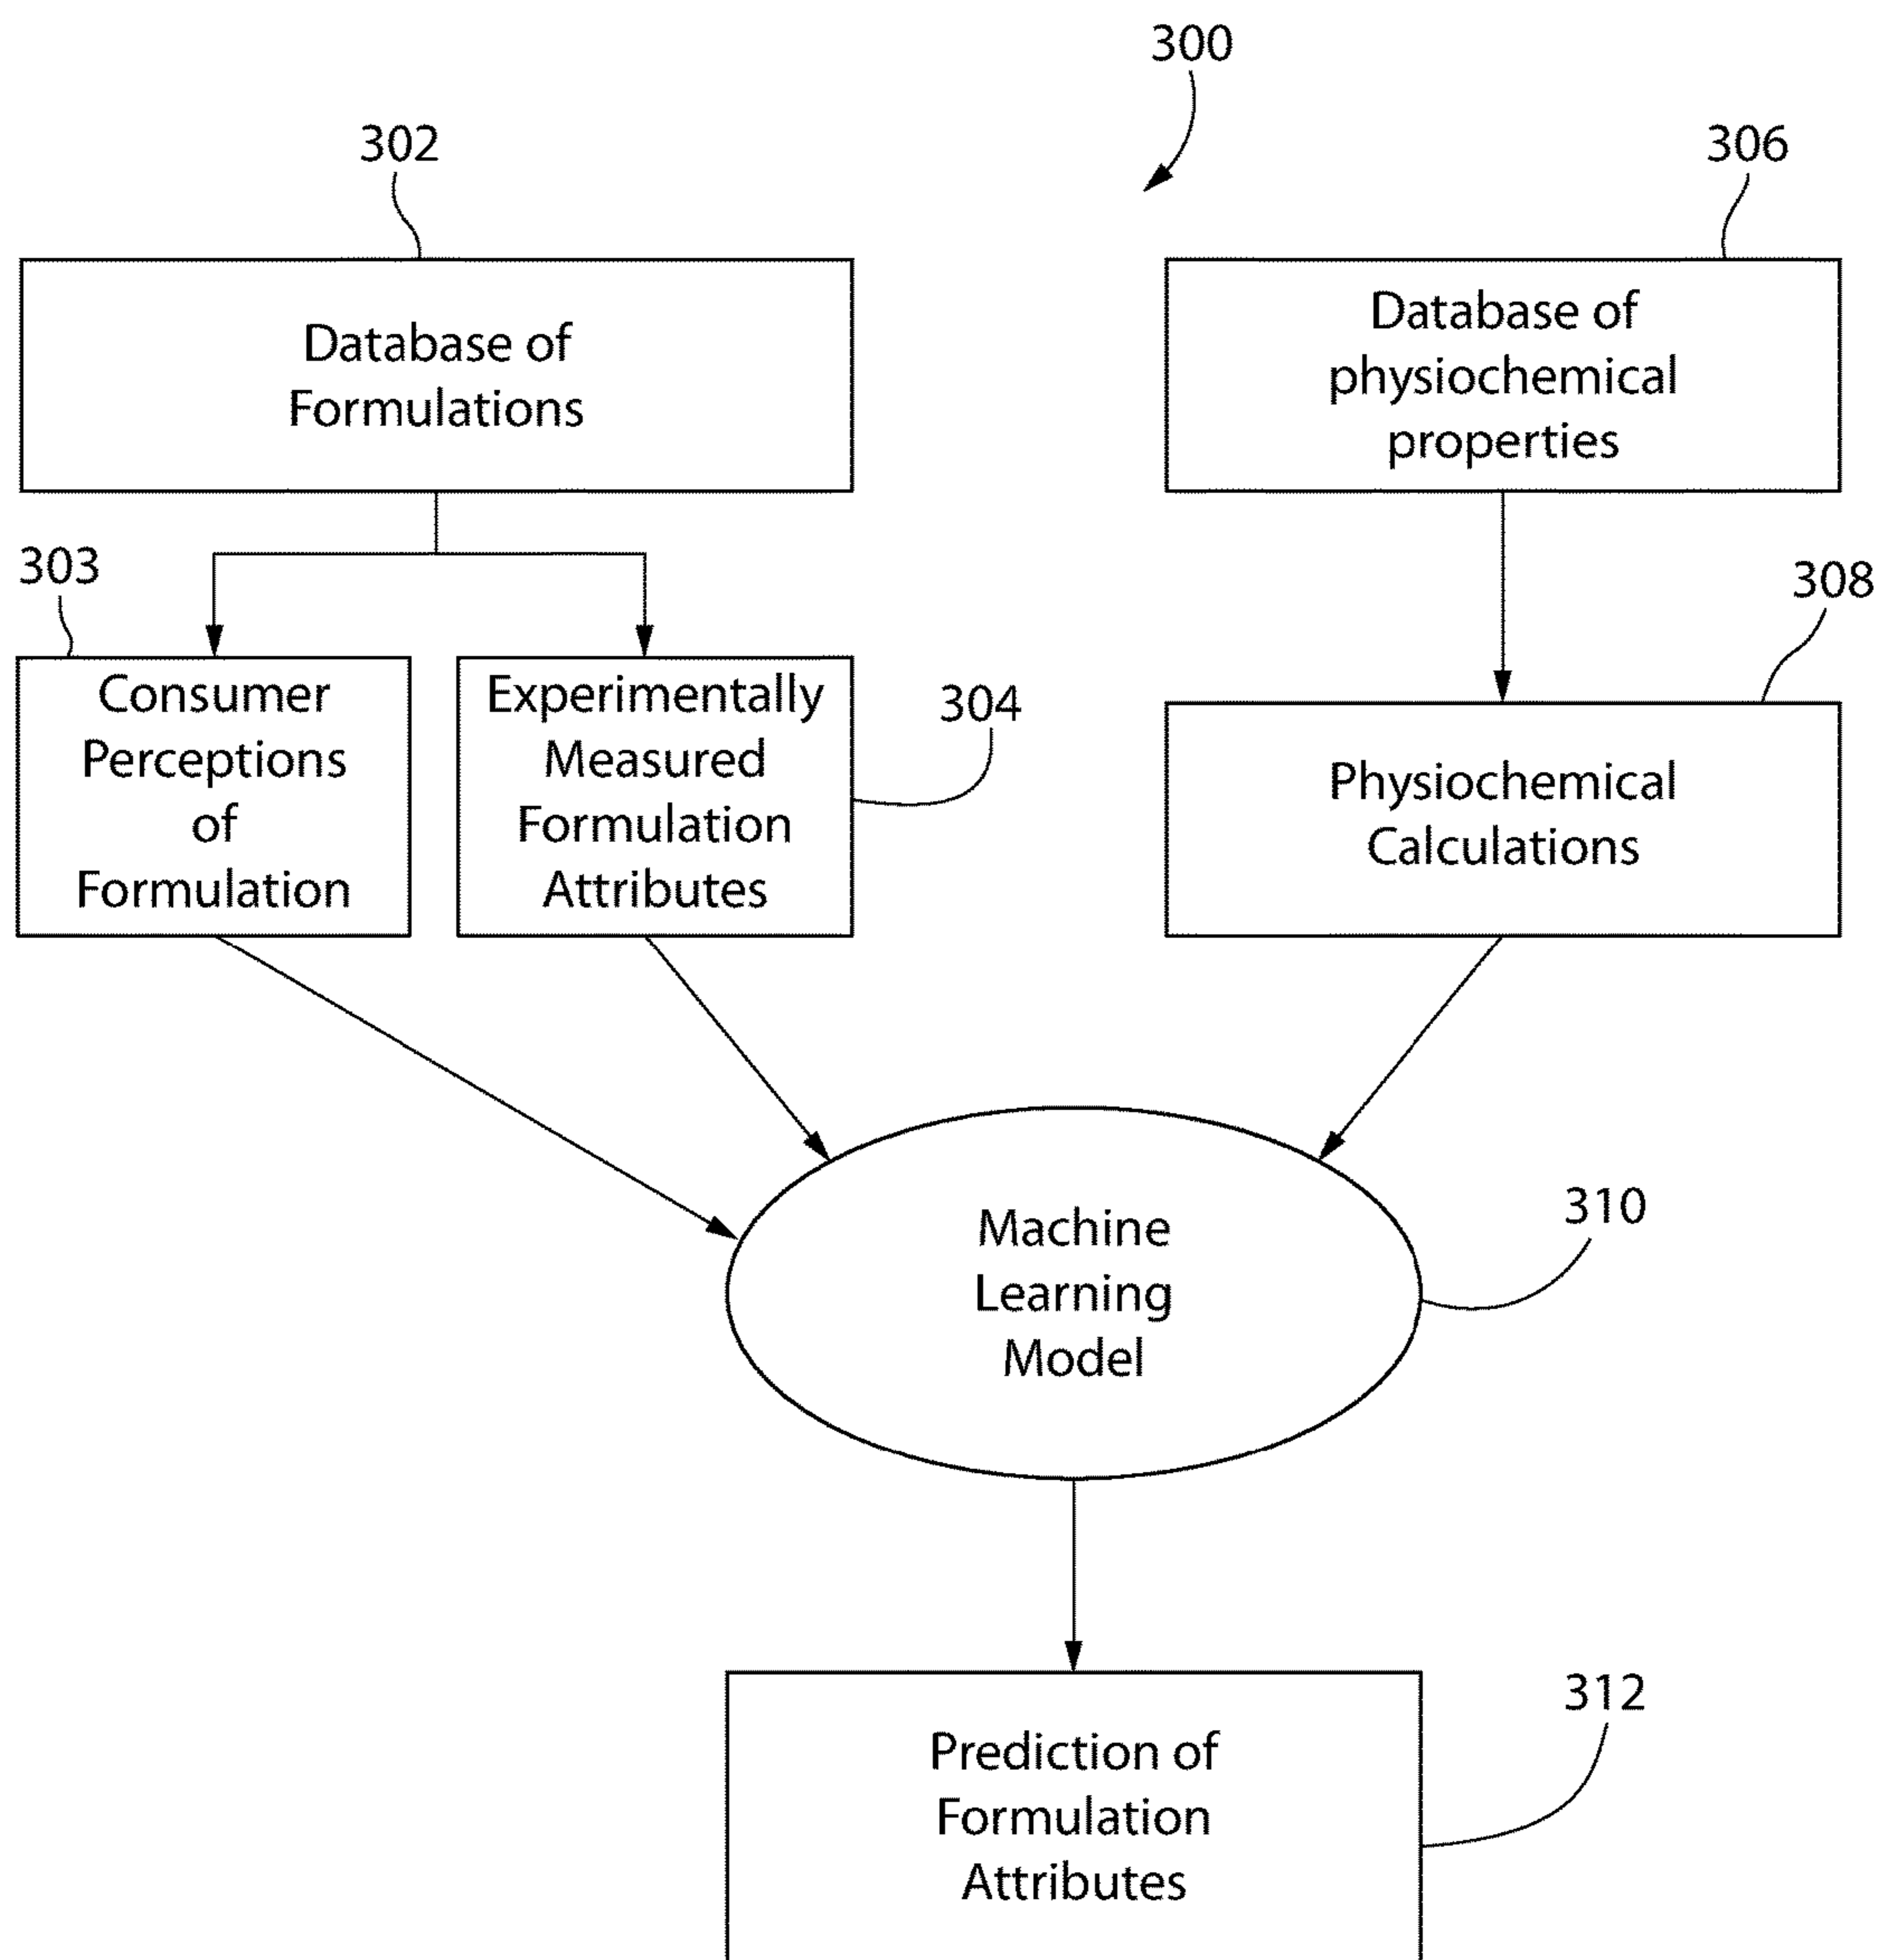 300
302
306
Database of
Formulations
Database of
physiochemical
properties
303
308
Consumer
Perceptions
of
Formulation
Experimentally
Measured
Formulation
Attributes
304
Physiochemical
Calculations
Machine
Learning
Model
310
312
Prediction of
Formulation
Attributes